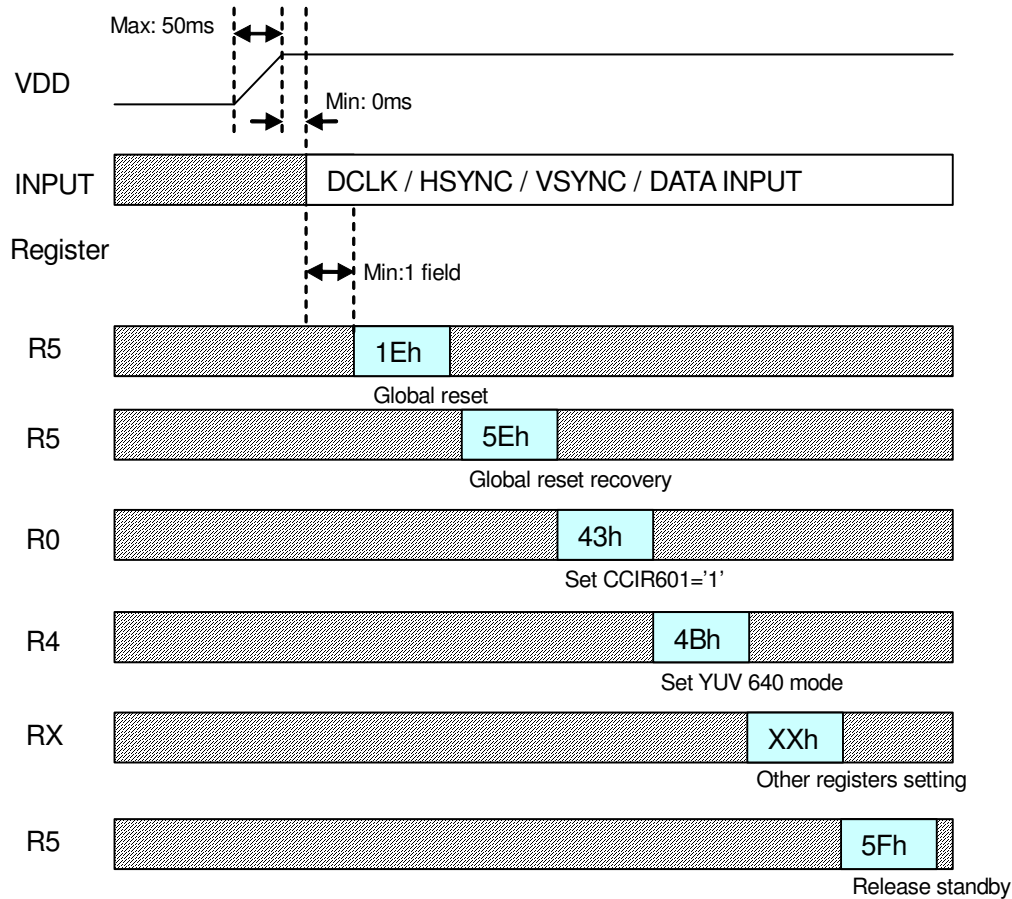 Max: 50ms
VDD
Min: 0ms
INPUT
DCLK / HSYNC / VSYNC / DATA INPUT
Register
Min:1 field
R5
1Eh
Global reset
R5
5Eh
Global reset recovery
R0
43h
Set CCIR601='1'
R4
4Bh
Set YUV 640 mode
RX
XXh
Other registers setting
R5
5Fh
Release standby